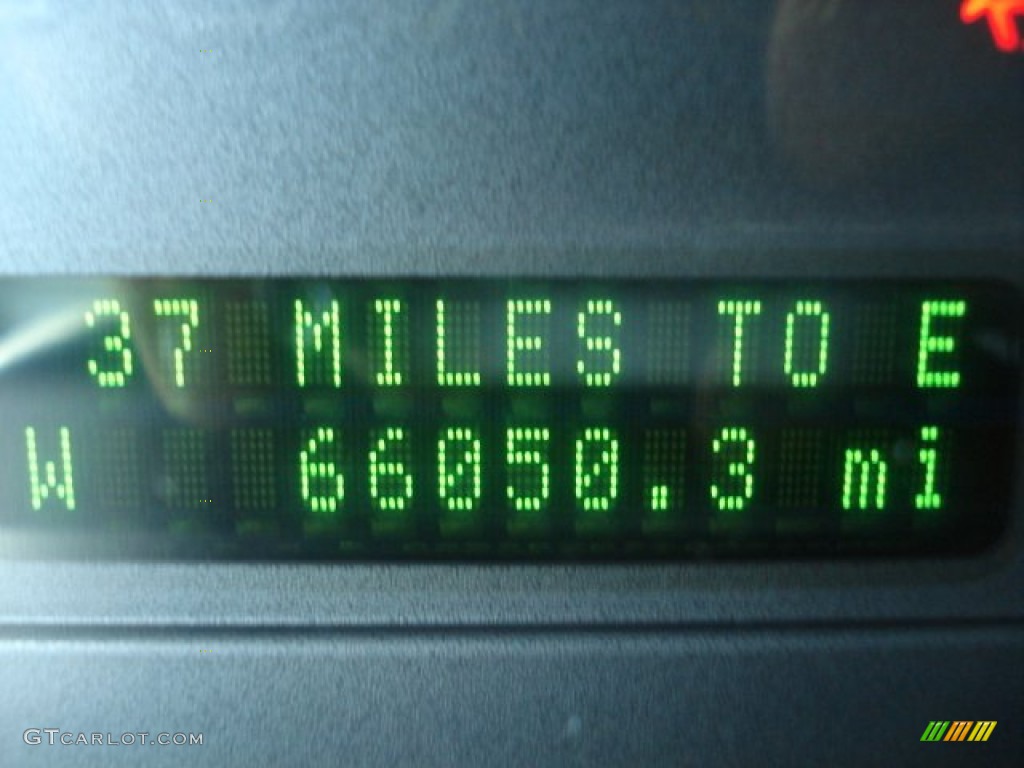 37 MILES TO E
W 66050.3 mi
GTCARLOT.COM